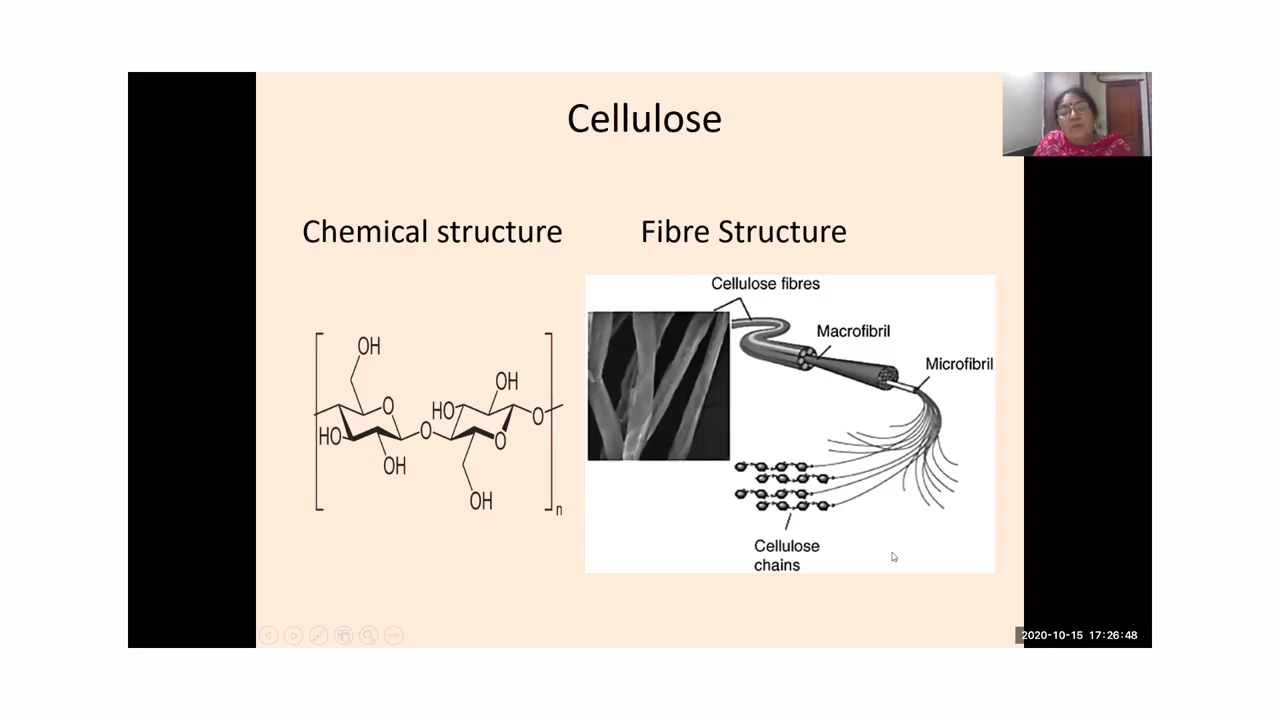 Cellulose
Chemical structure
Fibre Structure
OH
O
HO
OH
O
HO
OH
O
O
OH
n
Cellulose fibres
Macrofibril
Microfibril
Cellulose
chains
2020-10-15 17:26:48